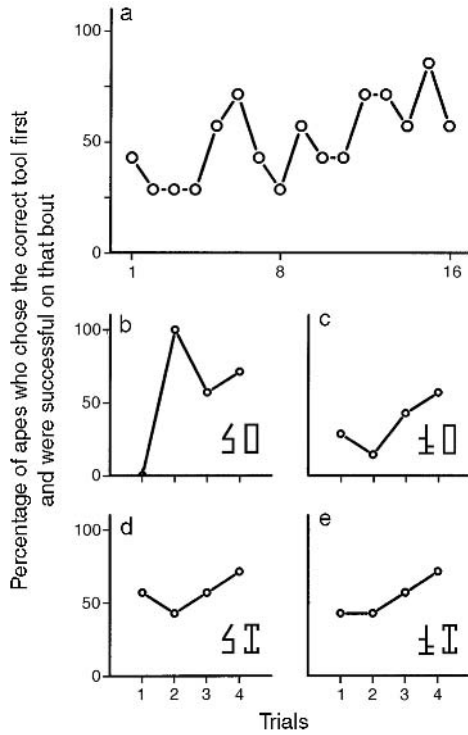 Percentage of apes who chose the correct tool first
and were successful on that bout
a
100
50
0
1 8 16
b
100
50
0
c
d
100
50
0
1 2 3 4
e
1 2 3 4
Trials